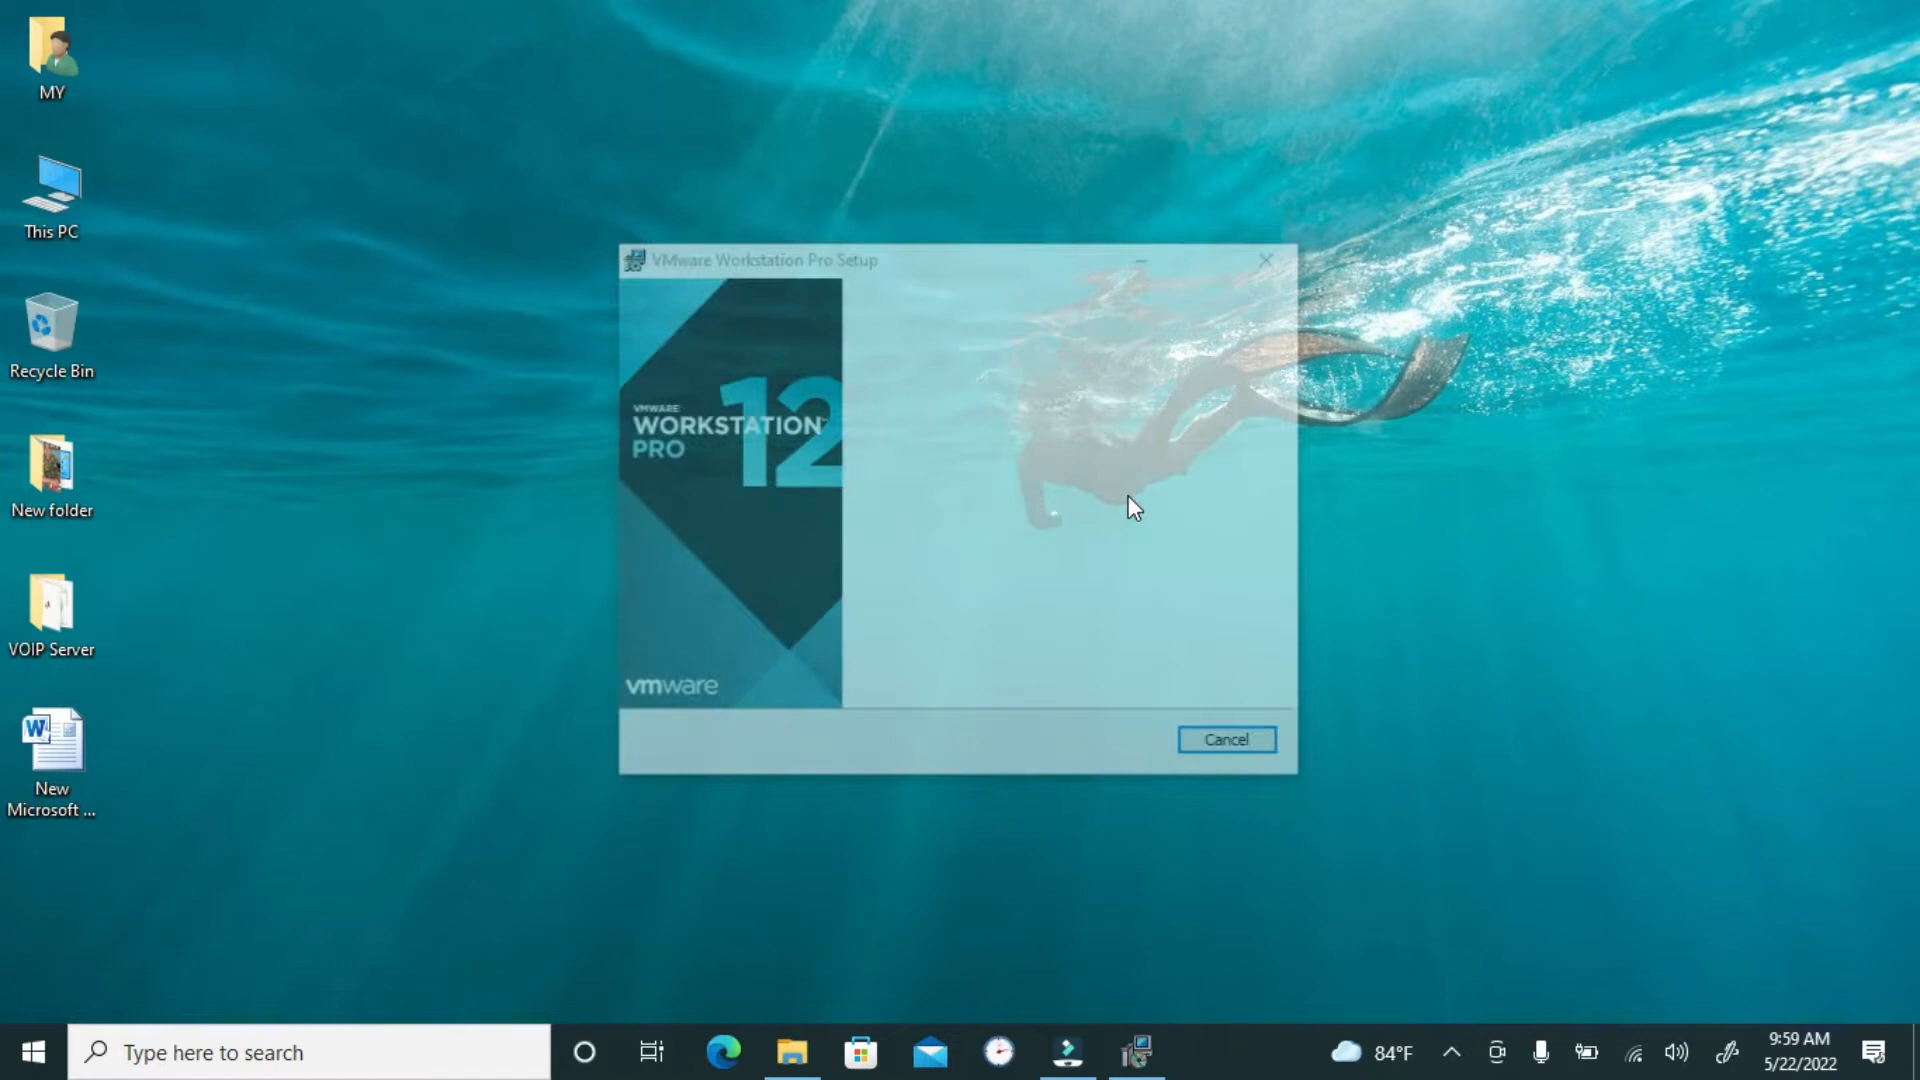 MY
This PC
Recycle Bin
New folder
VOIP Server
New
Microsoft ...
VMware Workstation Pro Setup
12
VMWARE
WORKSTATION
PRO
vmware
Cancel
Type here to search
84°F
9:59 AM
5/22/2022